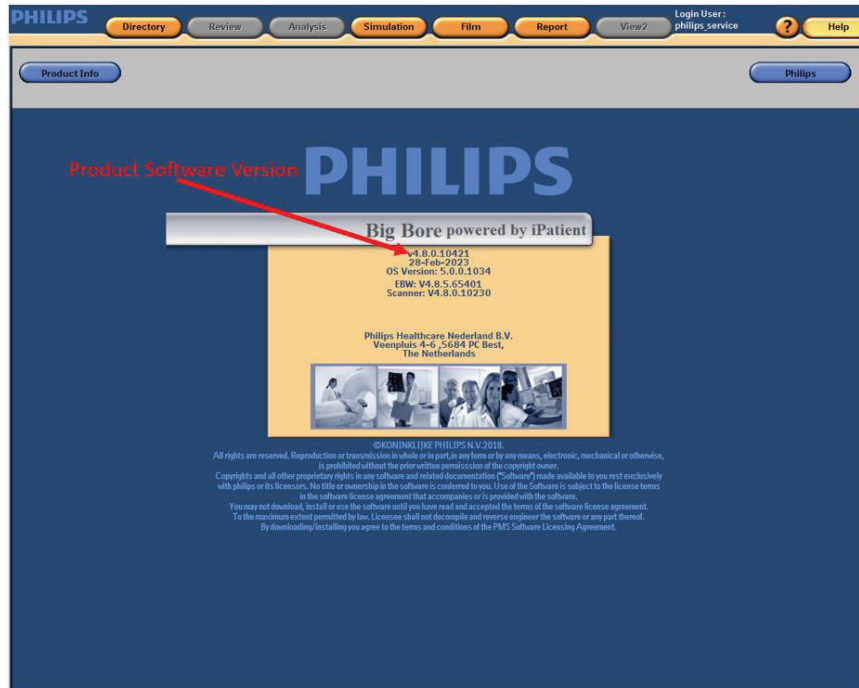 PHILIPS
Directory
Review
Analysis
Simulation
Film
Report
View2
Login User :
philips_service
?
Help
Product Info
Philips
Product Software Version
PHILIPS
Big Bore powered by iPatient
v4.8.0.10421
28-Feb-2023
OS Version: 5.0.0.1034
EBW: V4.8.5.65401
Scanner: V4.8.0.10230
Philips Healthcare Nederland B.V.
Veenpluis 4-6 ,5684 PC Best,
The Netherlands
©KONINKLIJKE PHILIPS N.V.2018.
All rights are reserved. Reproduction or transmission in whole or in part,in any form or by any means, electronic, mechanical or otherwise,
is prohibited without the prior written permisssion of the copyright owner.
Copyrights and all other proprietary rights in any software and related documentation ("Software") made available to you rest exclusively
with philips or its licensors. No title or ownership in the software is conferred to you. Use of the Software is subject to the license terms
in the software license agreement that accompanies or is provided with the software.
You may not download, install or use the software until you have read and accepted the terms of the software license agreement.
To the maximum extent permitted by law. Licensee shall not decompile and reverse engineer the software or any part thereof.
By downloading/installing you agree to the terms and conditions of the PMS Software Licensing Agreement.